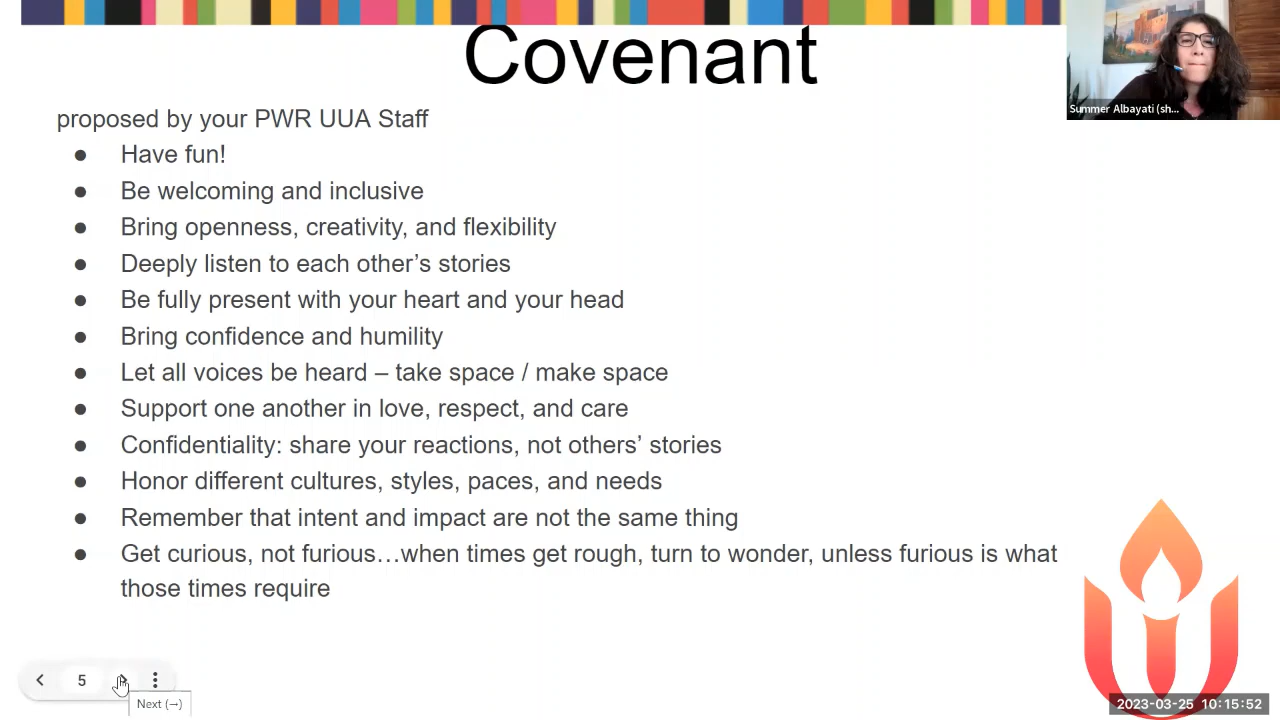 Covenant
Summer Albayati (sh...
proposed by your PWR UUA Staff
● Have fun!
● Be welcoming and inclusive
● Bring openness, creativity, and flexibility
● Deeply listen to each other’s stories
● Be fully present with your heart and your head
● Bring confidence and humility
● Let all voices be heard – take space / make space
● Support one another in love, respect, and care
● Confidentiality: share your reactions, not others’ stories
● Honor different cultures, styles, paces, and needs
● Remember that intent and impact are not the same thing
● Get curious, not furious…when times get rough, turn to wonder, unless furious is what
those times require
5
Next (→)
2023-03-25 10:15:52